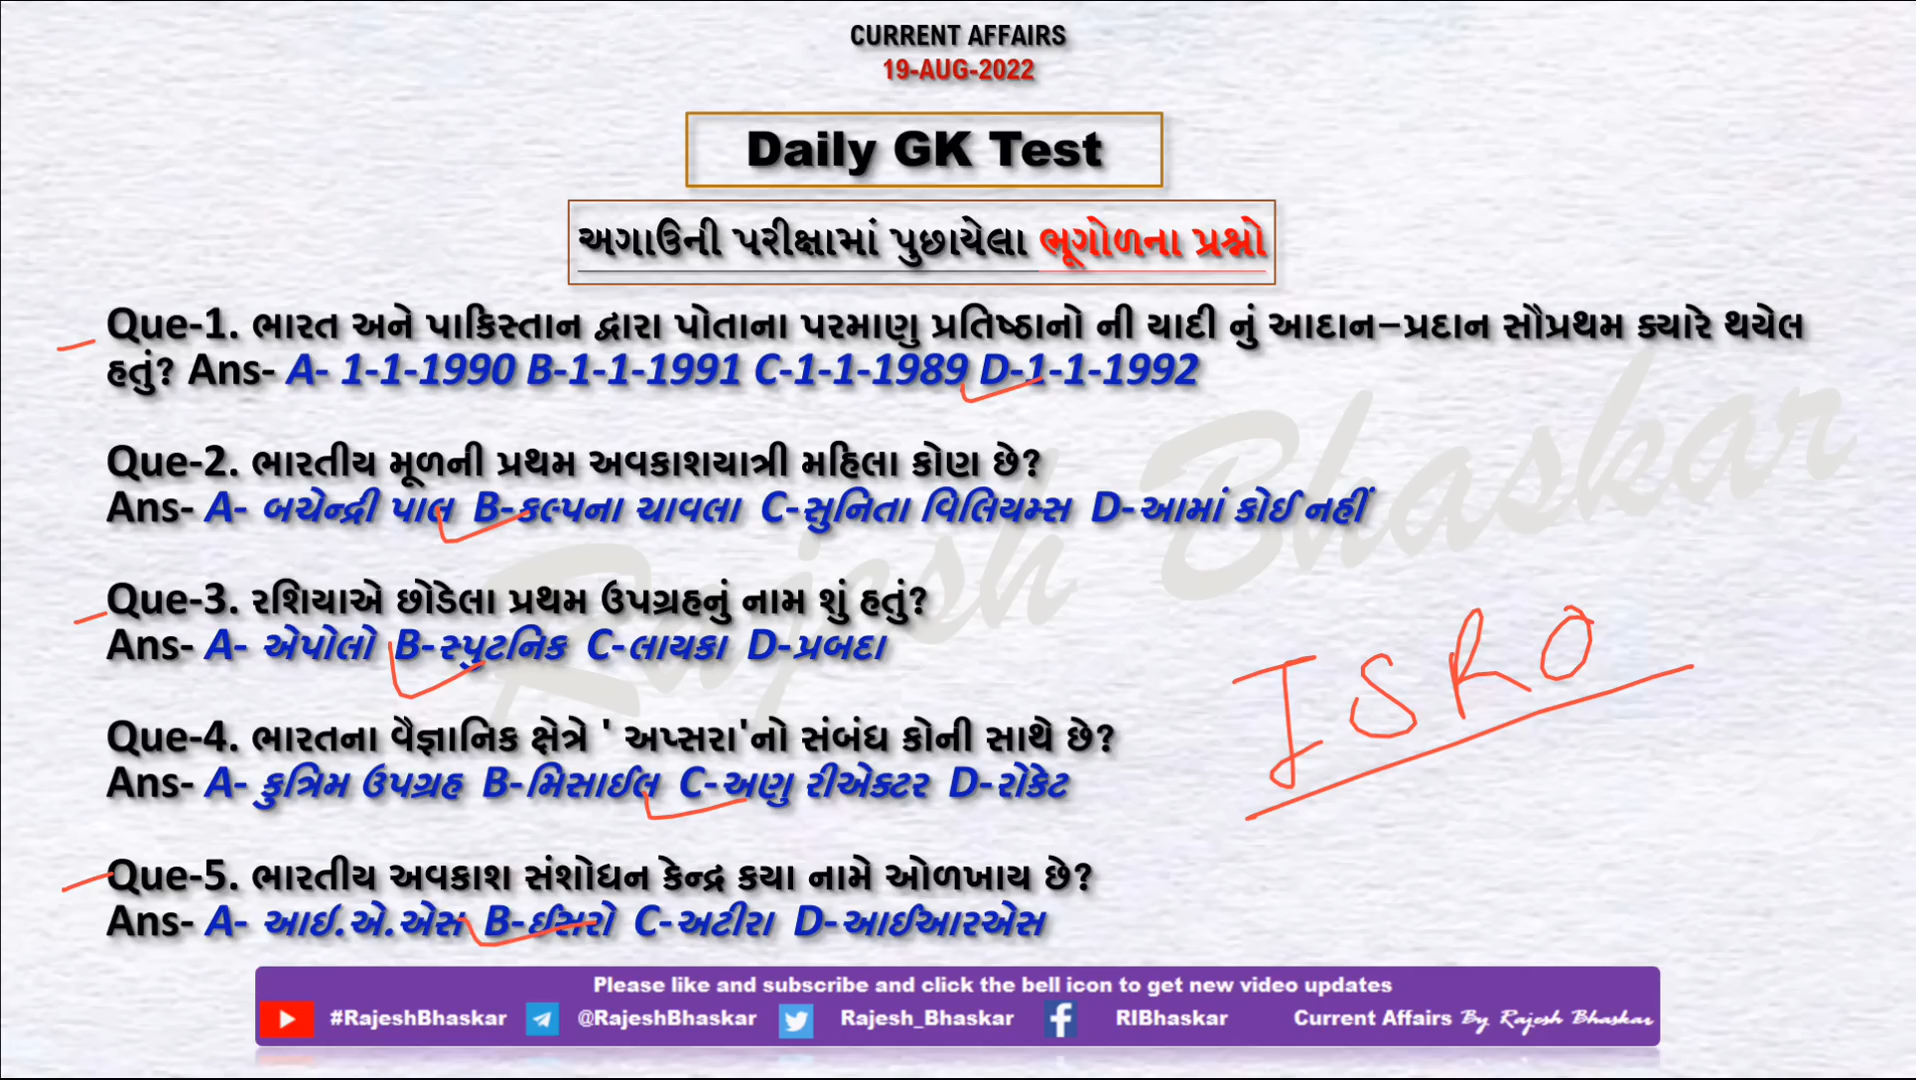 CURRENT AFFAIRS
19-AUG-2022
Daily GK Test
અગાઉની પરીક્ષામાં પુછાયેલા ભૂગોળના પ્રશ્નો
Que-1. ભારત અને પાકિસ્તાન દ્વારા પોતાના પરમાણુ પ્રતિષ્ઠાનો ની યાદી નું આદાન-પ્રદાન સૌપ્રથમ ક્યારે થયેલ
હતું? Ans- A- 1-1-1990 B-1-1-1991 C-1-1-1989 D-1-1-1992
Que-2. ભારતીય મૂળની પ્રથમ અવકાશયાત્રી મહિલા કોણ છે?
Ans- A- બચેન્દ્રી પાલ B-કલ્પના ચાવલા C-સુનિતા વિલિયમ્સ D-આમાં કોઈ નહીં
Que-3. રશિયાએ છોડેલા પ્રથમ ઉપગ્રહનું નામ શું હતું?
Ans- A- એપોલો B-સ્પુટનિક C-લાયકા D-પ્રબદા
ISRO
Que-4. ભારતના વૈજ્ઞાનિક ક્ષેત્રે ' અપ્સરા'નો સંબંધ કોની સાથે છે?
Ans- A- કુત્રિમ ઉપગ્રહ B-મિસાઈલ C-અણુ રીએક્ટર D-રોકેટ
Que-5. ભારતીય અવકાશ સંશોધન કેન્દ્ર કયા નામે ઓળખાય છે?
Ans- A- આઈ.એ.એસ B-ઈસરો C-અટીરા D-આઈઆરએસ
Rajesh Bhaskar
Please like and subscribe and click the bell icon to get new video updates
#RajeshBhaskar @RajeshBhaskar Rajesh_Bhaskar RIBhaskar Current Affairs By Rajesh Bhaskar